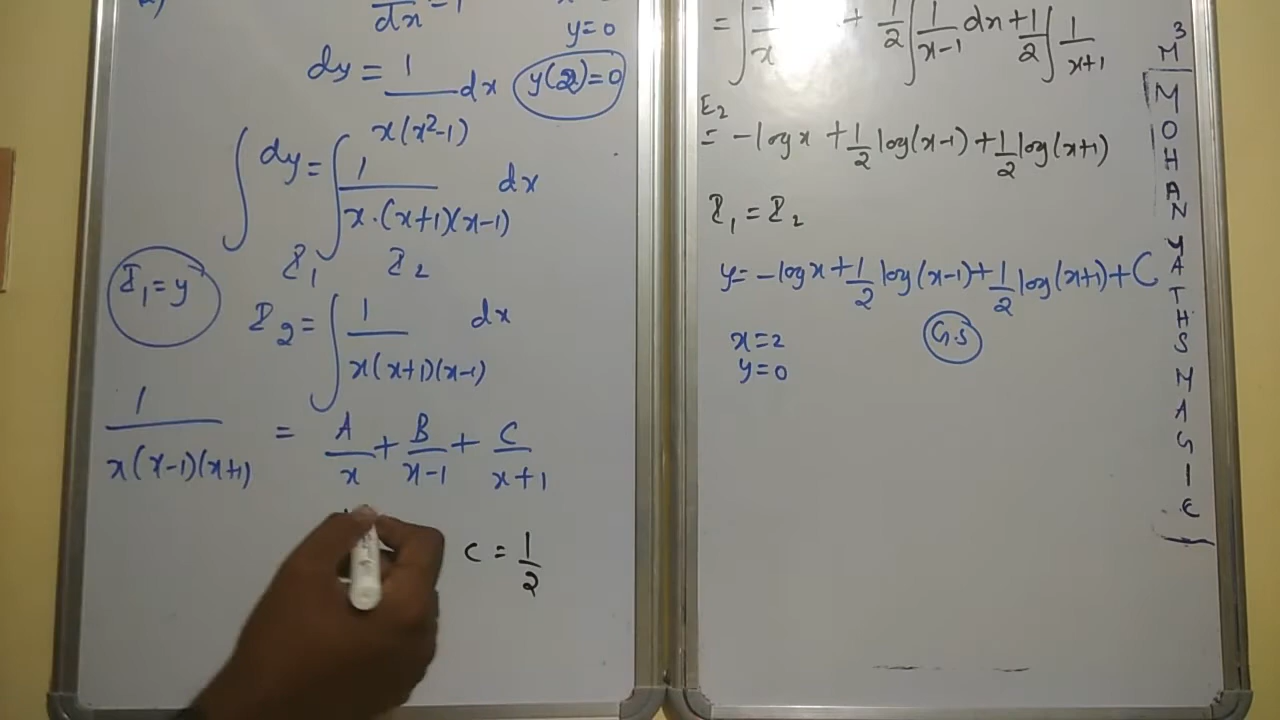 dx
y=0
dy = 1/x(x²-1) dx y(2)=0
∫dy = ∫1/x·(x+1)(x-1) dx
I₁ I₂
I₁ = y
I₂ = ∫1/x(x+1)(x-1) dx
1/x(x-1)(x+1) = A/x + B/x-1 + C/x+1
C = 1/2
= ∫-1/x + 1/2∫1/x-1 dx + 1/2∫1/x+1
I₂
= -log x + 1/2 log(x-1) + 1/2 log(x+1)
I₁ = I₂
y = -log x + 1/2 log(x-1) + 1/2 log(x+1) + C
G.S
x=2
y=0
M³
MOHAN
MATHS
MAGIC